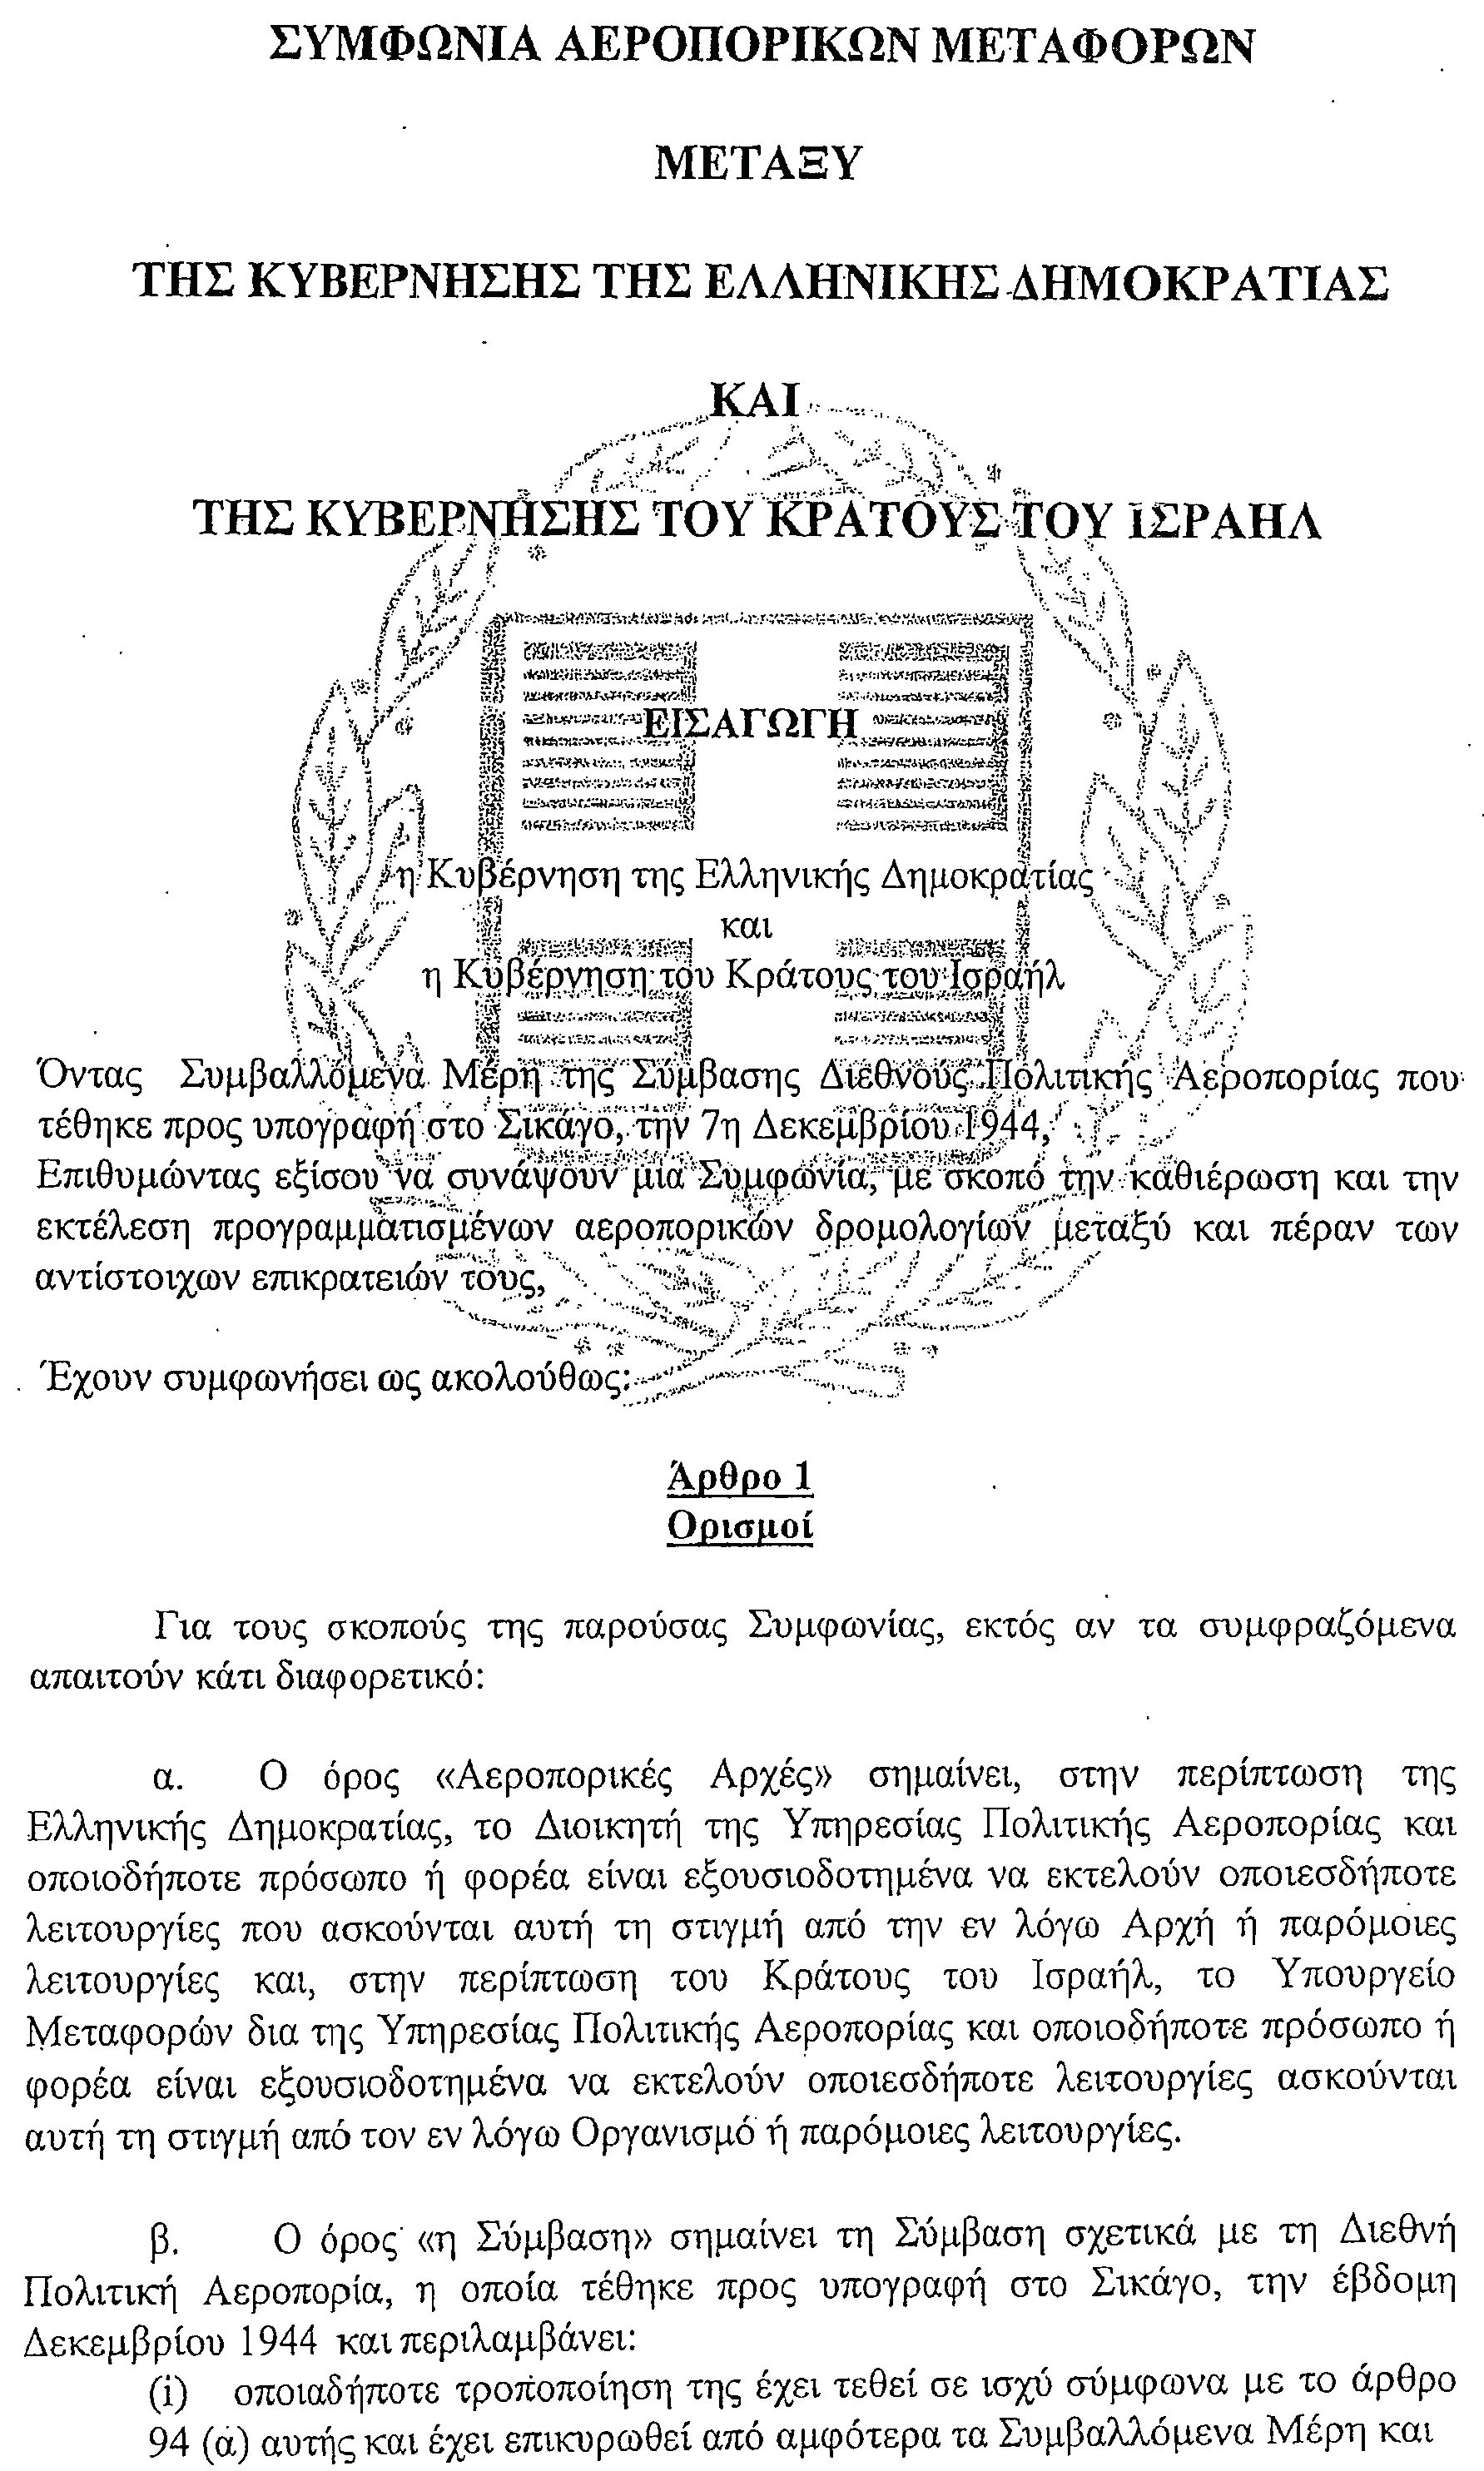 ΣΥΜΦΩΝΙΑ ΑΕΡΟΠΟΡΙΚΩΝ ΜΕΤΑΦΟΡΩΝ
ΜΕΤΑΞΥ
ΤΗΣ ΚΥΒΕΡΝΗΣΗΣ ΤΗΣ ΕΛΛΗΝΙΚΗΣ ΔΗΜΟΚΡΑΤΙΑΣ
ΚΑΙ
ΤΗΣ ΚΥΒΕΡΝΗΣΗΣ ΤΟΥ ΚΡΑΤΟΥΣ ΤΟΥ ΙΣΡΑΗΛ
ΕΙΣΑΓΩΓΗ
η Κυβέρνηση της Ελληνικής Δημοκρατίας
και
η Κυβέρνηση του Κράτους του Ισραήλ
Όντας Συμβαλλόμενα Μέρη της Σύμβασης Διεθνούς Πολιτικής Αεροπορίας που
τέθηκε προς υπογραφή στο Σικάγο, την 7η Δεκεμβρίου 1944,
Επιθυμώντας εξίσου να συνάψουν μια Συμφωνία, με σκοπό την καθιέρωση και την
εκτέλεση προγραμματισμένων αεροπορικών δρομολογίων μεταξύ και πέραν των
αντίστοιχων επικρατειών τους,
Έχουν συμφωνήσει ως ακολούθως:
Άρθρο 1
Ορισμοί
Για τους σκοπούς της παρούσας Συμφωνίας, εκτός αν τα συμφραζόμενα
απαιτούν κάτι διαφορετικό:
α. Ο όρος «Αεροπορικές Αρχές» σημαίνει, στην περίπτωση της
Ελληνικής Δημοκρατίας, το Διοικητή της Υπηρεσίας Πολιτικής Αεροπορίας και
οποιοδήποτε πρόσωπο ή φορέα είναι εξουσιοδοτημένα να εκτελούν οποιεσδήποτε
λειτουργίες που ασκούνται αυτή τη στιγμή από την εν λόγω Αρχή ή παρόμοιες
λειτουργίες και, στην περίπτωση του Κράτους του Ισραήλ, το Υπουργείο
Μεταφορών δια της Υπηρεσίας Πολιτικής Αεροπορίας και οποιοδήποτε πρόσωπο ή
φορέα είναι εξουσιοδοτημένα να εκτελούν οποιεσδήποτε λειτουργίες ασκούνται
αυτή τη στιγμή από τον εν λόγω Οργανισμό ή παρόμοιες λειτουργίες.
β. Ο όρος «η Σύμβαση» σημαίνει τη Σύμβαση σχετικά με τη Διεθνή
Πολιτική Αεροπορία, η οποία τέθηκε προς υπογραφή στο Σικάγο, την έβδομη
Δεκεμβρίου 1944 και περιλαμβάνει:
(i) οποιαδήποτε τροποποίηση της έχει τεθεί σε ισχύ σύμφωνα με το άρθρο
94 (α) αυτής και έχει επικυρωθεί από αμφότερα τα Συμβαλλόμενα Μέρη και